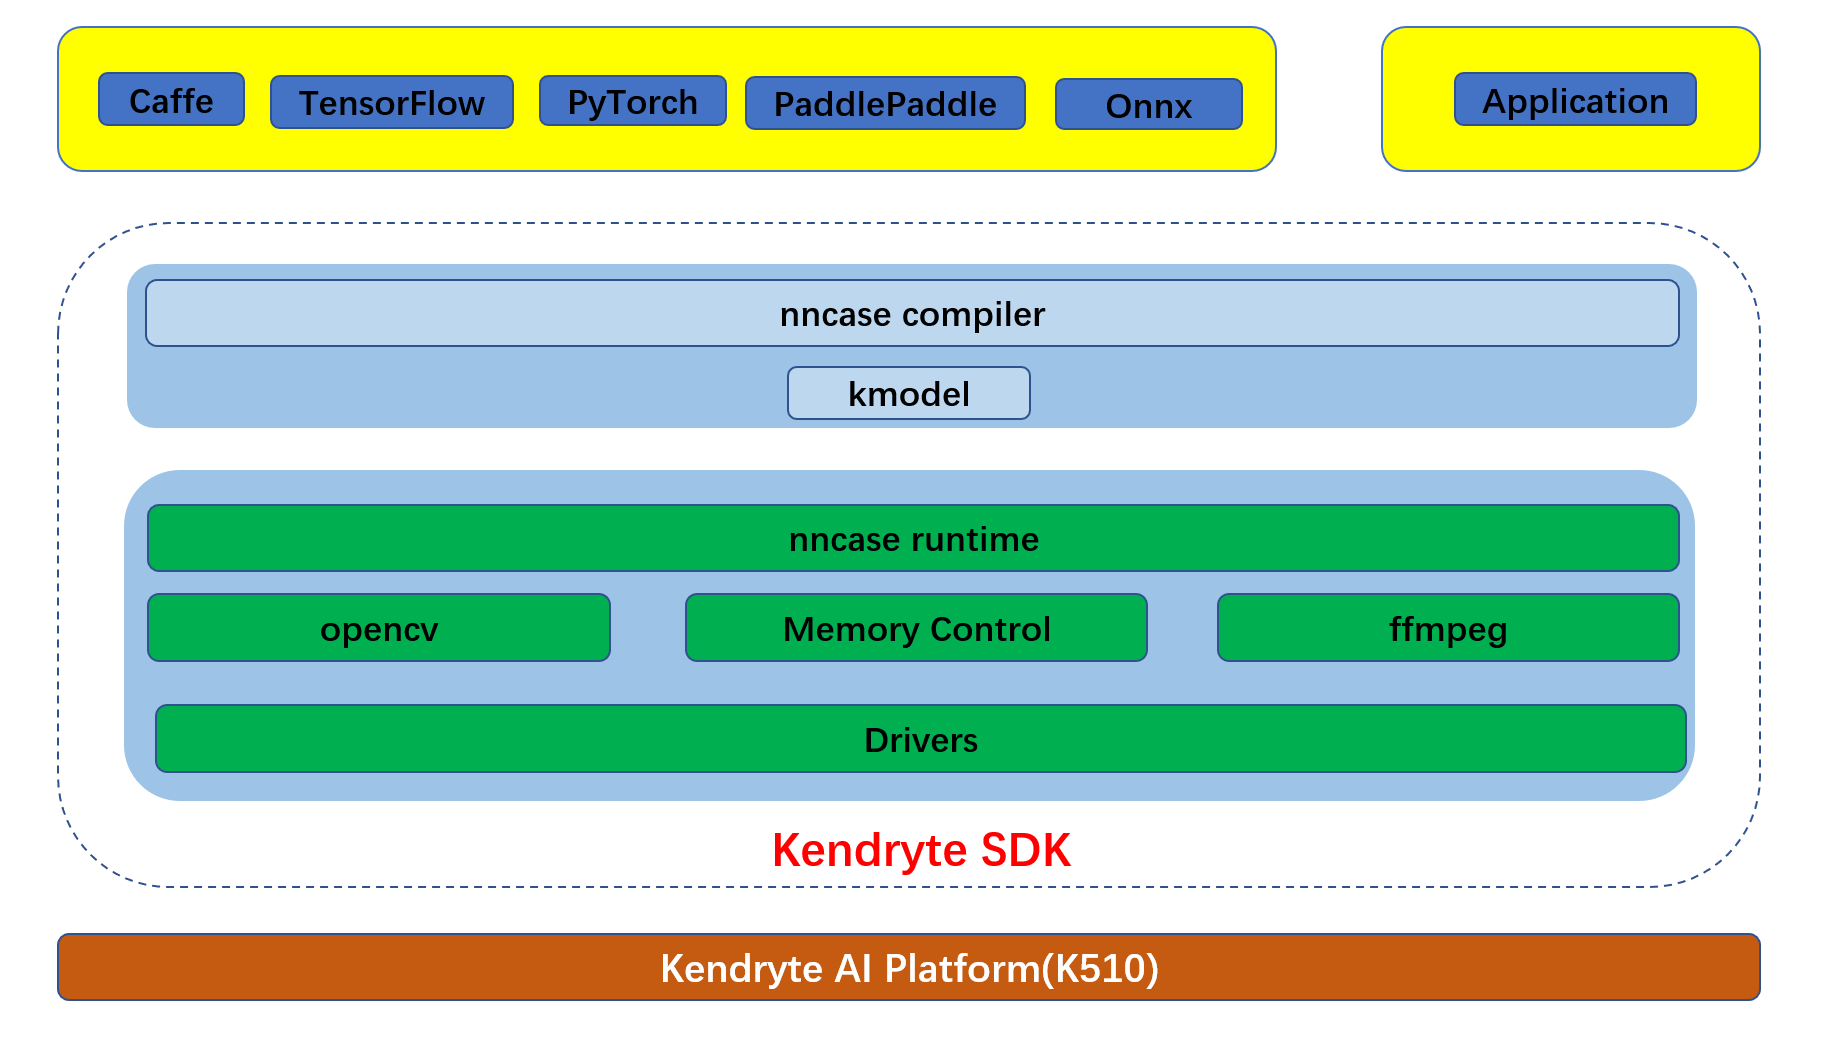 Caffe
TensorFlow
PyTorch
PaddlePaddle
Onnx
Application
nncase compiler
kmodel
nncase runtime
opencv
Memory Control
ffmpeg
Drivers
Kendryte SDK
Kendryte AI Platform(K510)